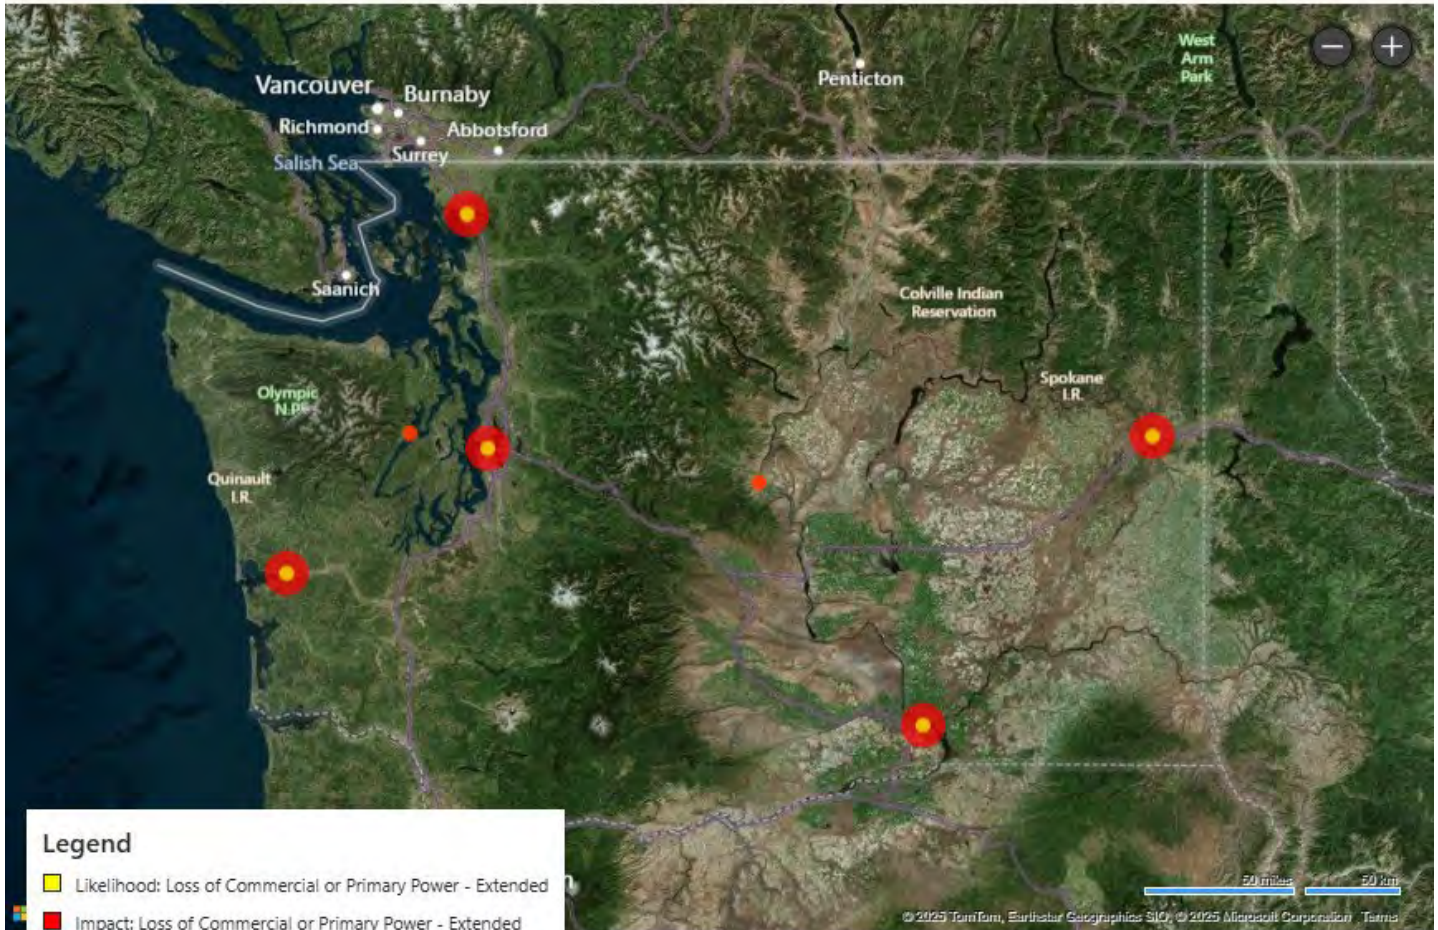 West
Arm
Park
Penticton
Vancouver
Burnaby
Richmond
Abbotsford
Surrey
Salish Sea
Saanich
Colville Indian
Reservation
Olympic
N.P.
Spokane
I.R.
Quinault
I.R.
Legend
Likelihood: Loss of Commercial or Primary Power - Extended
Impact: Loss of Commercial or Primary Power - Extended
50 miles
50 km
© 2025 TomTom, Earthstar Geographics SIO, © 2025 Microsoft Corporation Terms